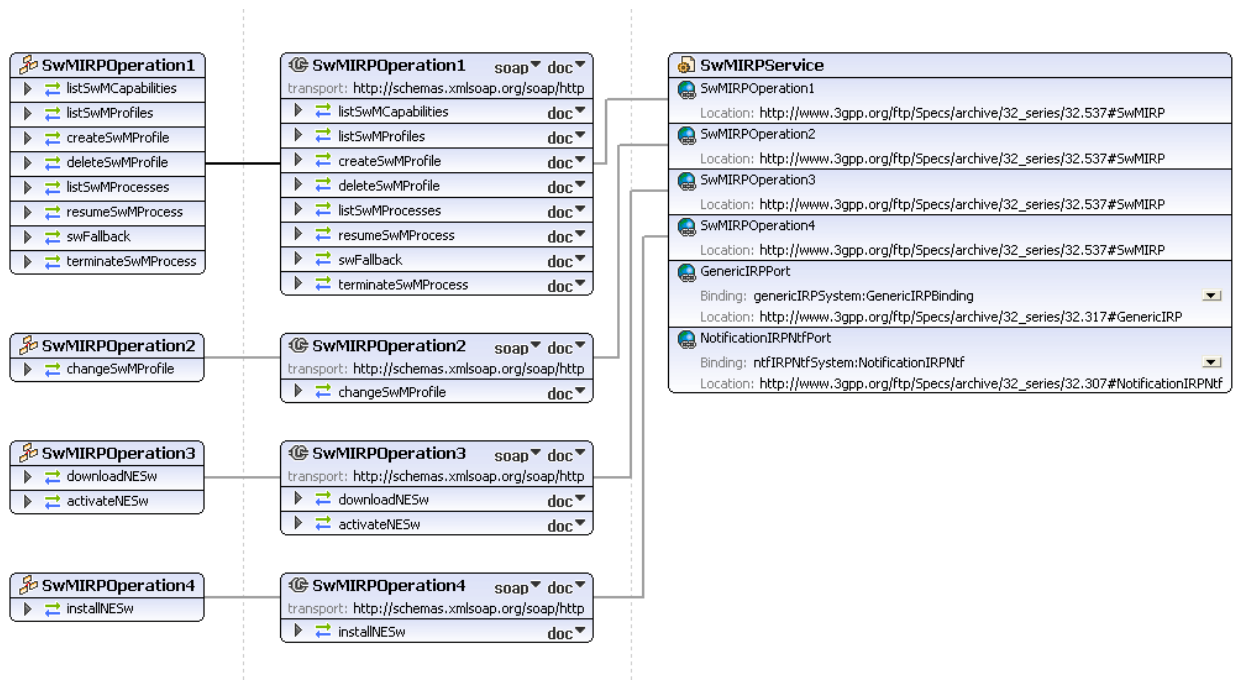 SwMIRPOperation1
listSwMCapabilities
listSwMProfiles
createSwMProfile
deleteSwMProfile
listSwMProcesses
resumeSwMProcess
swFallback
terminateSwMProcess
SwMIRPOperation2
changeSwMProfile
SwMIRPOperation3
downloadNESw
activateNESw
SwMIRPOperation4
installNESw
SwMIRPOperation1 soap doc
transport: http://schemas.xmlsoap.org/soap/http
listSwMCapabilities doc
listSwMProfiles doc
createSwMProfile doc
deleteSwMProfile doc
listSwMProcesses doc
resumeSwMProcess doc
swFallback doc
terminateSwMProcess doc
SwMIRPOperation2 soap doc
transport: http://schemas.xmlsoap.org/soap/http
changeSwMProfile doc
SwMIRPOperation3 soap doc
transport: http://schemas.xmlsoap.org/soap/http
downloadNESw doc
activateNESw doc
SwMIRPOperation4 soap doc
transport: http://schemas.xmlsoap.org/soap/http
installNESw doc
SwMIRPService
SwMIRPOperation1
Location: http://www.3gpp.org/ftp/Specs/archive/32_series/32.537#SwMIRP
SwMIRPOperation2
Location: http://www.3gpp.org/ftp/Specs/archive/32_series/32.537#SwMIRP
SwMIRPOperation3
Location: http://www.3gpp.org/ftp/Specs/archive/32_series/32.537#SwMIRP
SwMIRPOperation4
Location: http://www.3gpp.org/ftp/Specs/archive/32_series/32.537#SwMIRP
GenericIRPPort
Binding: genericIRPSystem:GenericIRPBinding
Location: http://www.3gpp.org/ftp/Specs/archive/32_series/32.317#GenericIRP
NotificationIRPNtfPort
Binding: ntfIRPNtfSystem:NotificationIRPNtf
Location: http://www.3gpp.org/ftp/Specs/archive/32_series/32.307#NotificationIRPNtf